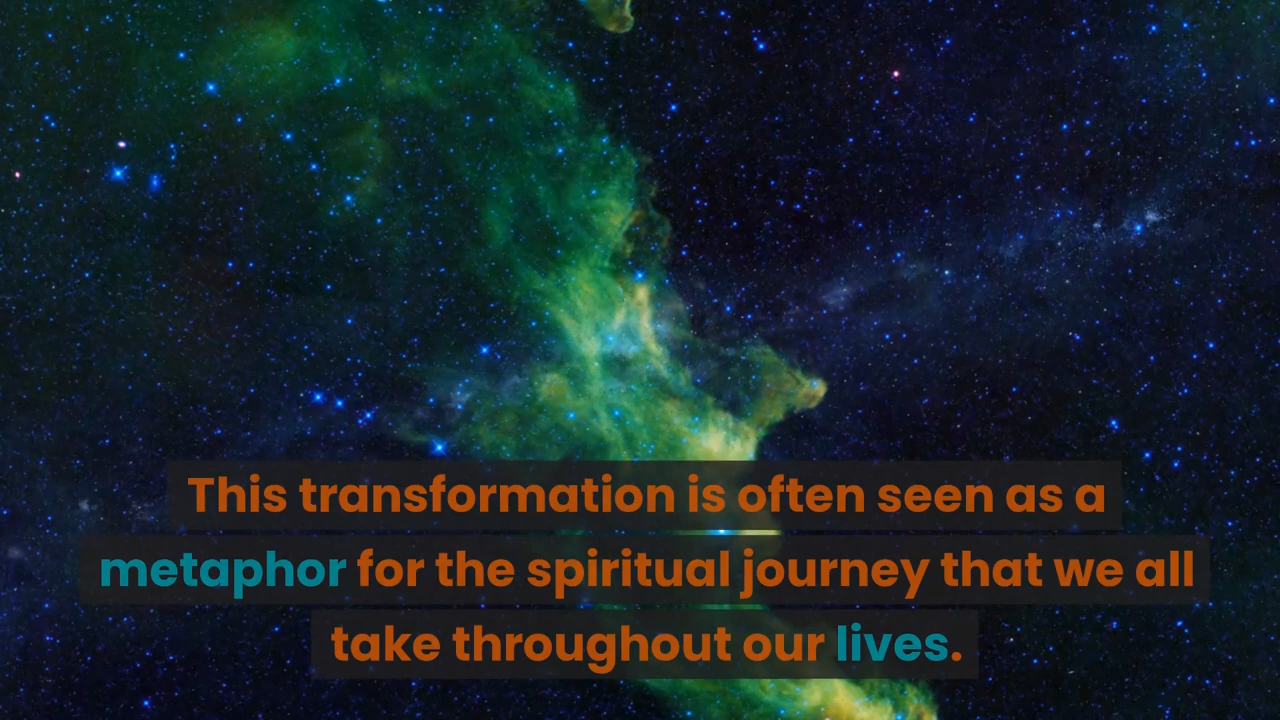 This transformation is often seen as a
metaphor for the spiritual journey that we all
take throughout our lives.